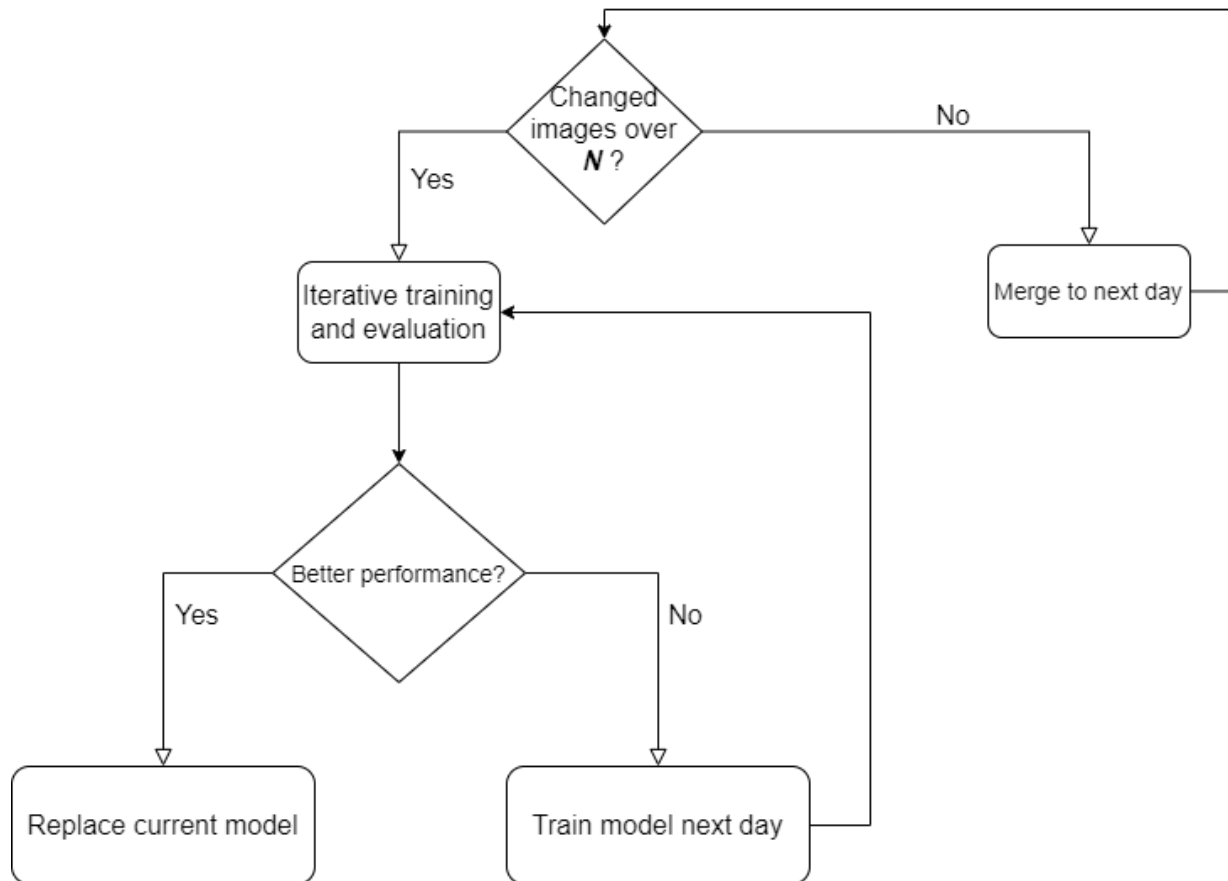 Changed
images over
N ?
No
Yes
Merge to next day
Iterative training
and evaluation
Better performance?
Yes
No
Replace current model
Train model next day